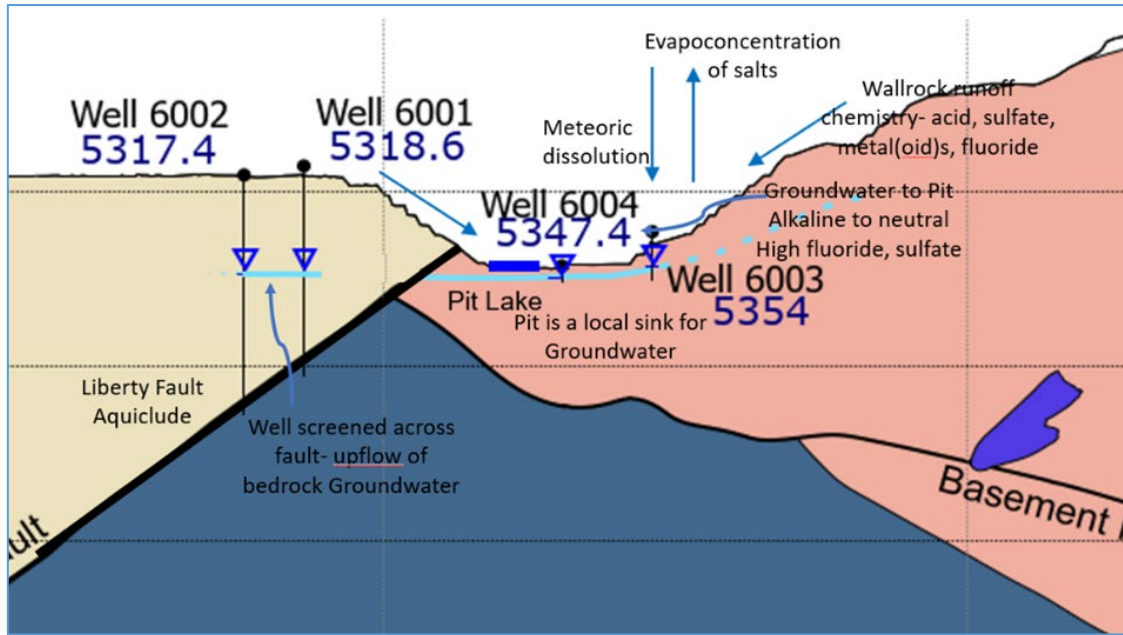 Evapoconcentration
of salts
Well 6002
5317.4
Well 6001
5318.6
Meteoric
dissolution
Wallrock runoff
chemistry- acid, sulfate,
metal(oid)s, fluoride
Well 6004
5347.4
Groundwater to Pit
Alkaline to neutral
High fluoride, sulfate
Well 6003
5354
Pit Lake
Pit is a local sink for
Groundwater
Liberty Fault
Aquiclude
Well screened across
fault- upflow of
bedrock Groundwater
ult
Basement